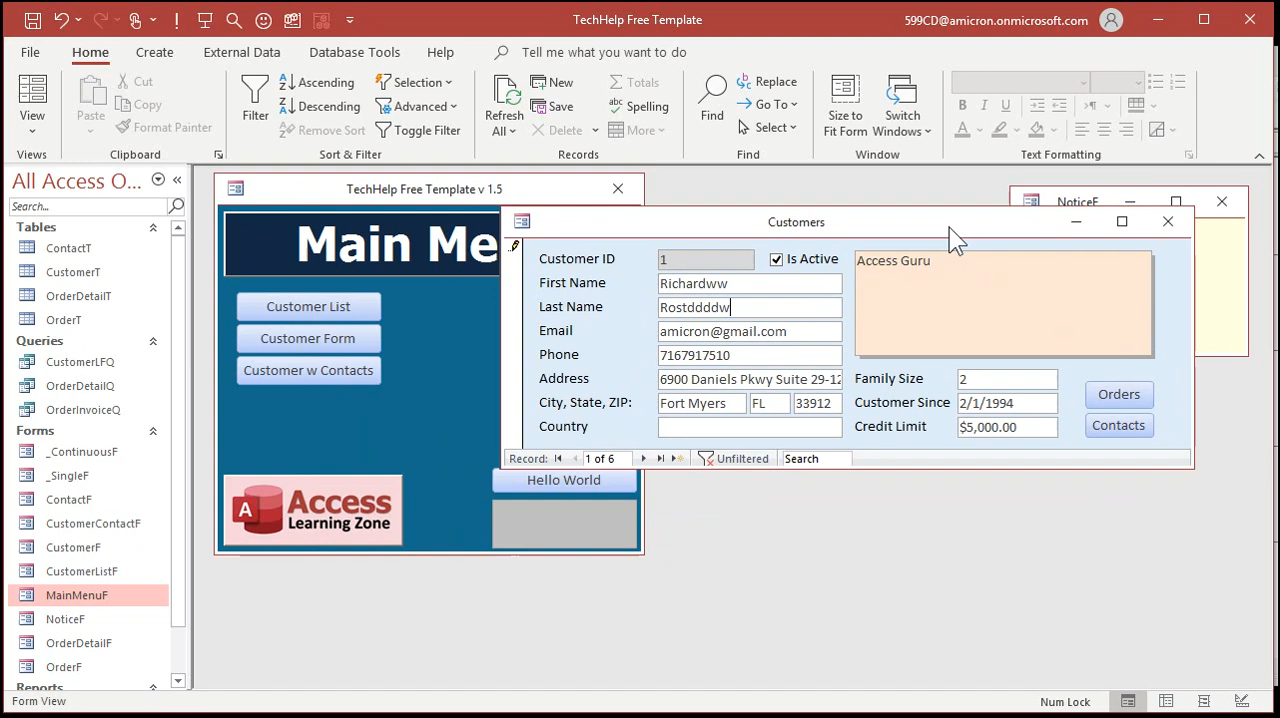 TechHelp Free Template
599CD@amicron.onmicrosoft.com
File Home Create External Data Database Tools Help Tell me what you want to do
View
Views
Paste
Cut
Copy
Format Painter
Clipboard
Filter
Ascending
Descending
Remove Sort
Selection
Advanced
Toggle Filter
Sort & Filter
Refresh All
New
Save
Delete
Totals
Spelling
More
Records
Find
Replace
Go To
Select
Find
Size to Fit Form
Switch Windows
Window
B I U
A
Text Formatting
All Access O...
Search...
Tables
ContactT
CustomerT
OrderDetailT
OrderT
Queries
CustomerLFQ
OrderDetailQ
OrderInvoiceQ
Forms
_ContinuousF
_SingleF
ContactF
CustomerContactF
CustomerF
CustomerListF
MainMenuF
NoticeF
OrderDetailF
OrderF
Reports
TechHelp Free Template v 1.5
Main Me
Customer List
Customer Form
Customer w Contacts
A Access
Learning Zone
Hello World
NoticeF
Customers
Customer ID 1 Is Active
First Name Richardww
Last Name Rostddddw
Email amicron@gmail.com
Phone 7167917510
Address 6900 Daniels Pkwy Suite 29-12
City, State, ZIP: Fort Myers FL 33912
Country
Access Guru
Family Size 2
Customer Since 2/1/1994
Credit Limit $5,000.00
Orders
Contacts
Record: 1 of 6 Unfiltered Search
Form View
Num Lock